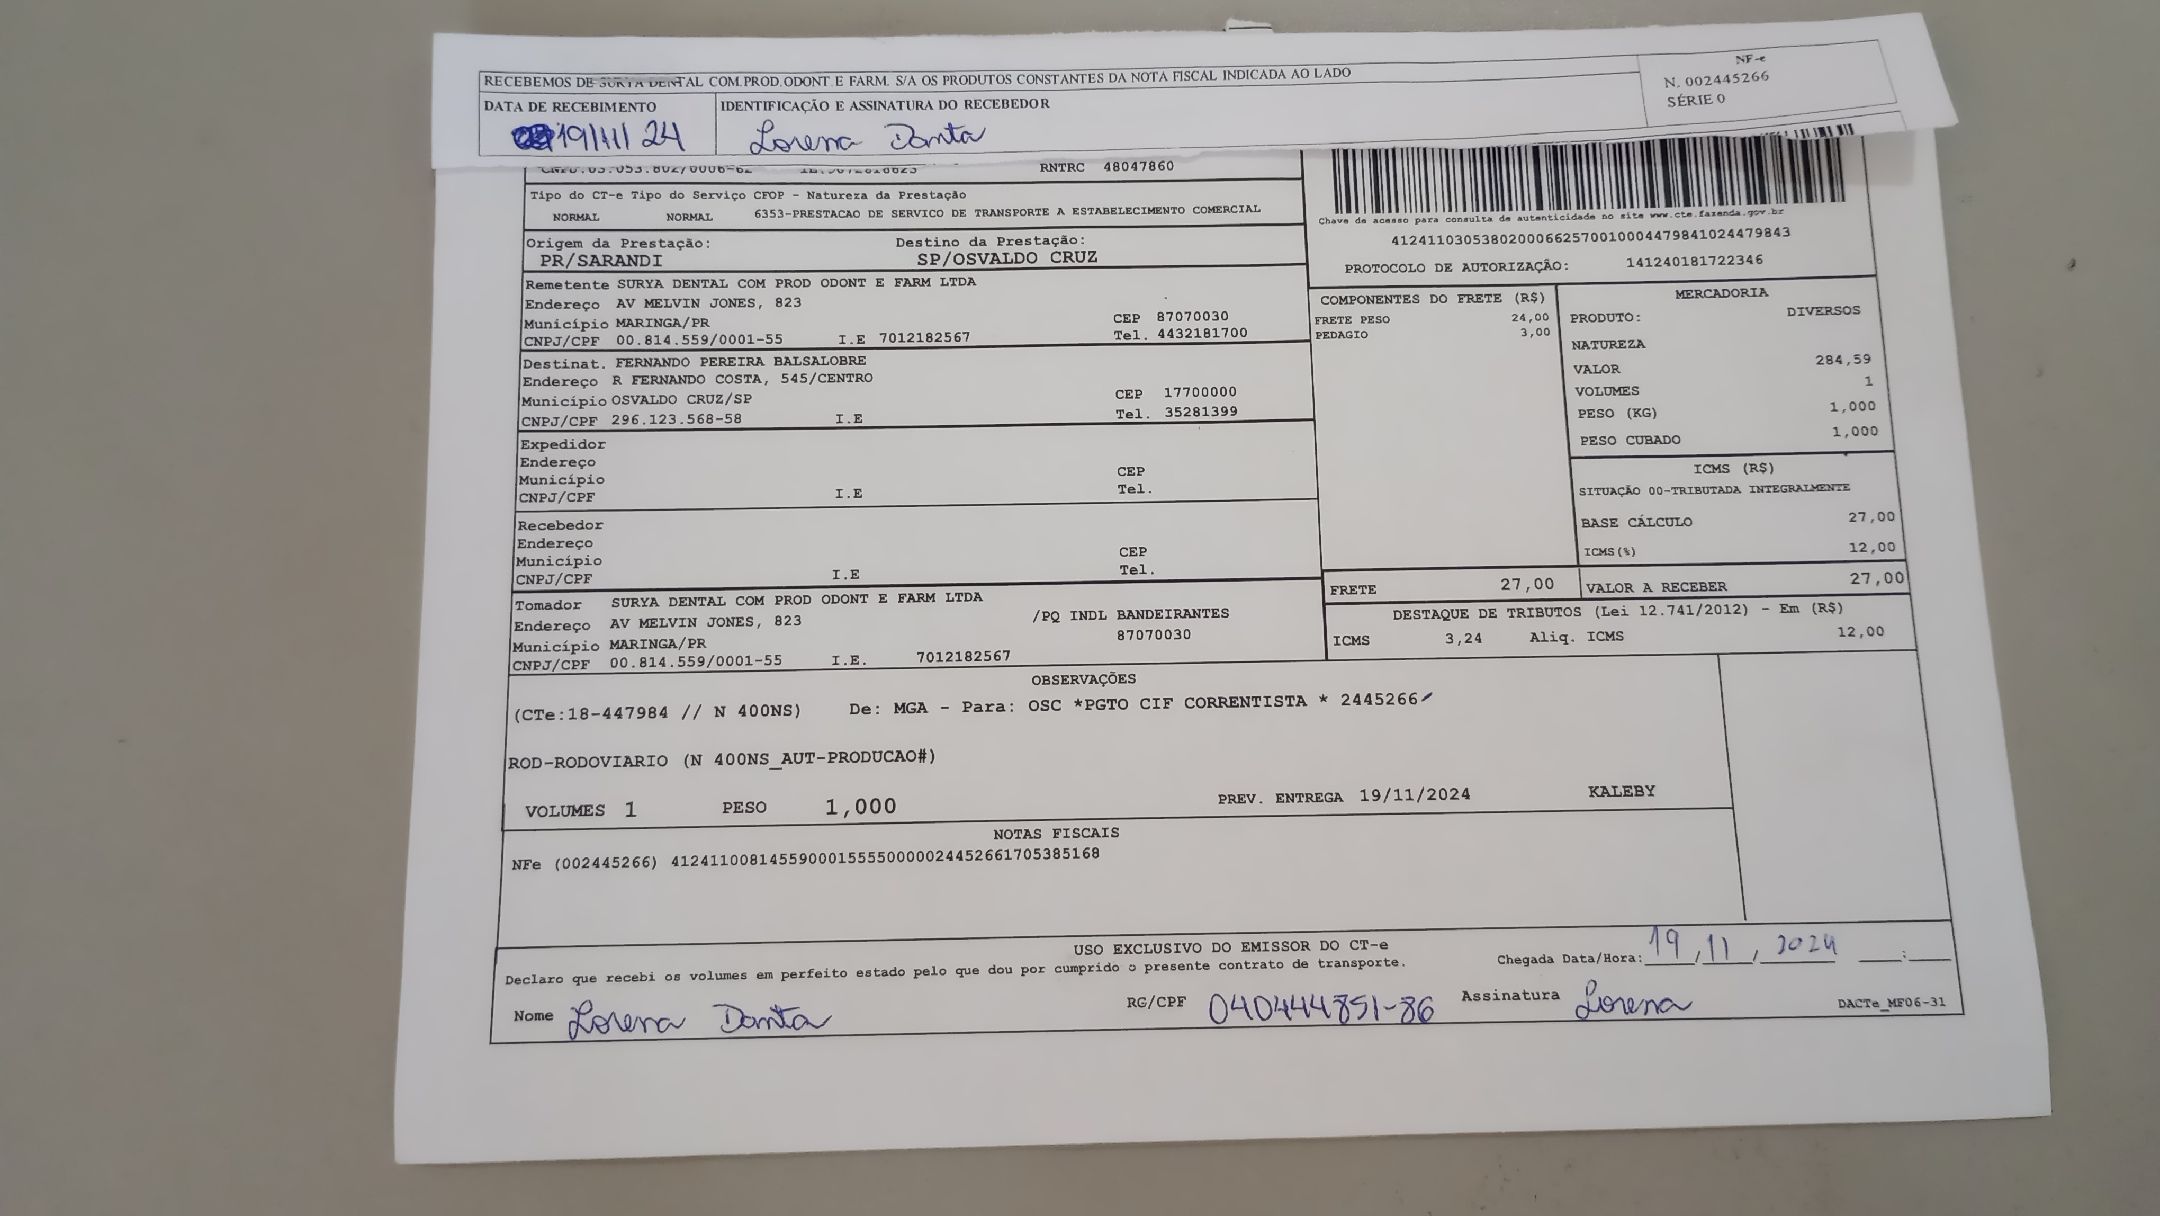 RECEBEMOS DE SURYA DENTAL COM.PROD.ODONT E FARM. S/A OS PRODUTOS CONSTANTES DA NOTA FISCAL INDICADA AO LADO
NF-e
N. 002445266
SÉRIE 0
DATA DE RECEBIMENTO
19/11/24
IDENTIFICAÇÃO E ASSINATURA DO RECEBEDOR
Lorena Danta
RNTRC 48047860
Tipo do CT-e Tipo do Serviço CFOP - Natureza da Prestação
NORMAL NORMAL 6353-PRESTACAO DE SERVICO DE TRANSPORTE A ESTABELECIMENTO COMERCIAL
Origem da Prestação: Destino da Prestação:
PR/SARANDI SP/OSVALDO CRUZ
Chave de acesso para consulta de autenticidade no site www.cte.fazenda.gov.br
41241103053802000662570010004479841024479843
PROTOCOLO DE AUTORIZAÇÃO: 141240181722346
Remetente SURYA DENTAL COM PROD ODONT E FARM LTDA
Endereço AV MELVIN JONES, 823
Município MARINGA/PR CEP 87070030
CNPJ/CPF 00.814.559/0001-55 I.E 7012182567 Tel. 4432181700
Destinat. FERNANDO PEREIRA BALSALOBRE
Endereço R FERNANDO COSTA, 545/CENTRO
Município OSVALDO CRUZ/SP CEP 17700000
CNPJ/CPF 296.123.568-58 I.E Tel. 35281399
Expedidor
Endereço
Município CEP
CNPJ/CPF I.E Tel.
Recebedor
Endereço
Município CEP
CNPJ/CPF I.E Tel.
Tomador SURYA DENTAL COM PROD ODONT E FARM LTDA
Endereço AV MELVIN JONES, 823 /PQ INDL BANDEIRANTES
Município MARINGA/PR 87070030
CNPJ/CPF 00.814.559/0001-55 I.E. 7012182567
COMPONENTES DO FRETE (R$)
FRETE PESO 24,00
PEDAGIO 3,00
MERCADORIA
PRODUTO: DIVERSOS
NATUREZA
VALOR 284,59
VOLUMES 1
PESO (KG) 1,000
PESO CUBADO 1,000
ICMS (R$)
SITUAÇÃO 00-TRIBUTADA INTEGRALMENTE
BASE CÁLCULO 27,00
ICMS(%) 12,00
FRETE 27,00 VALOR A RECEBER 27,00
DESTAQUE DE TRIBUTOS (Lei 12.741/2012) - Em (R$)
ICMS 3,24 Aliq. ICMS 12,00
OBSERVAÇÕES
(CTe:18-447984 // N 400NS) De: MGA - Para: OSC *PGTO CIF CORRENTISTA * 2445266
ROD-RODOVIARIO (N 400NS_AUT-PRODUCAO#)
VOLUMES 1 PESO 1,000 PREV. ENTREGA 19/11/2024 KALEBY
NOTAS FISCAIS
NFe (002445266) 41241100814559000155550000024452661705385168
USO EXCLUSIVO DO EMISSOR DO CT-e
Declaro que recebi os volumes em perfeito estado pelo que dou por cumprido o presente contrato de transporte.
Chegada Data/Hora: 19/11/2024 :
Nome Lorena Danta RG/CPF 040444851-86 Assinatura Lorena
DACTe_MF06-31